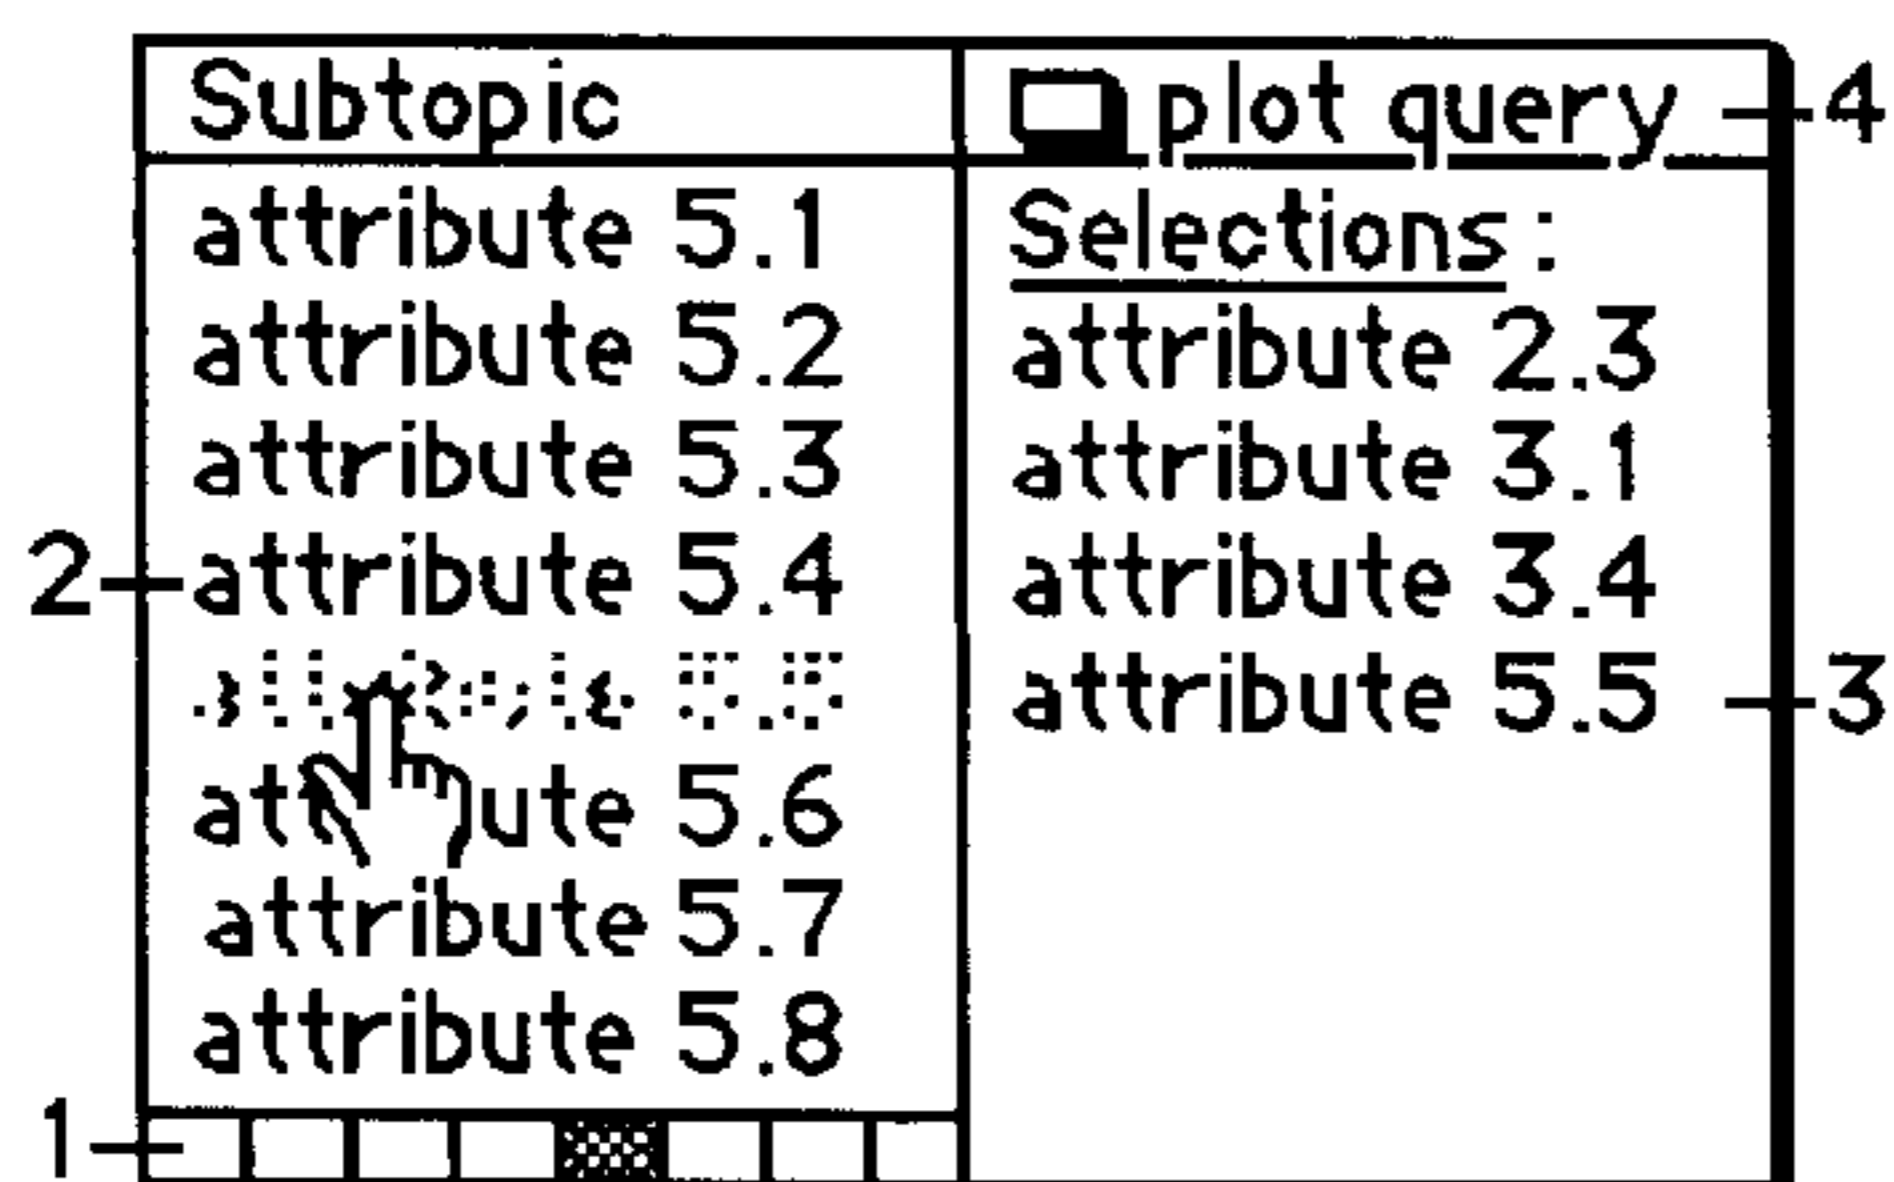 Subtopic
plot query
4
attribute 5.1
Selections:
attribute 5.2
attribute 2.3
attribute 5.3
attribute 3.1
2
attribute 5.4
attribute 3.4
attribute 5.5
3
ute 5.6
attribute 5.7
attribute 5.8
1